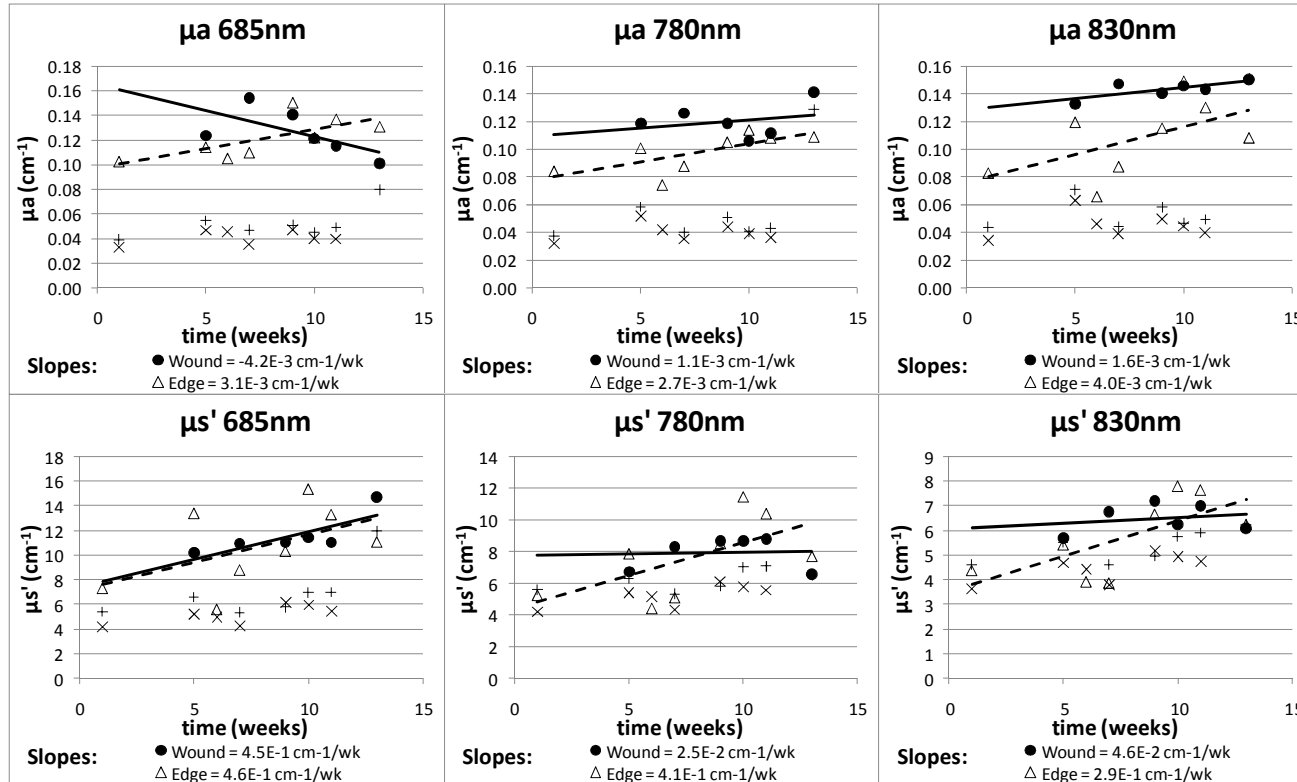 μa 685nm
μa (cm⁻¹)
0.18
0.16
0.14
0.12
0.10
0.08
0.06
0.04
0.02
0.00
0 5 10 15
time (weeks)
Slopes:
Wound = -4.2E-3 cm-1/wk
Edge = 3.1E-3 cm-1/wk
μa 780nm
μa (cm⁻¹)
0.16
0.14
0.12
0.10
0.08
0.06
0.04
0.02
0.00
0 5 10 15
time (weeks)
Slopes:
Wound = 1.1E-3 cm-1/wk
Edge = 2.7E-3 cm-1/wk
μa 830nm
μa (cm⁻¹)
0.16
0.14
0.12
0.10
0.08
0.06
0.04
0.02
0.00
0 5 10 15
time (weeks)
Slopes:
Wound = 1.6E-3 cm-1/wk
Edge = 4.0E-3 cm-1/wk
μs' 685nm
μs' (cm⁻¹)
18
16
14
12
10
8
6
4
2
0
0 5 10 15
time (weeks)
Slopes:
Wound = 4.5E-1 cm-1/wk
Edge = 4.6E-1 cm-1/wk
μs' 780nm
μs' (cm⁻¹)
14
12
10
8
6
4
2
0
0 5 10 15
time (weeks)
Slopes:
Wound = 2.5E-2 cm-1/wk
Edge = 4.1E-1 cm-1/wk
μs' 830nm
μs' (cm⁻¹)
9
8
7
6
5
4
3
2
1
0
0 5 10 15
time (weeks)
Slopes:
Wound = 4.6E-2 cm-1/wk
Edge = 2.9E-1 cm-1/wk